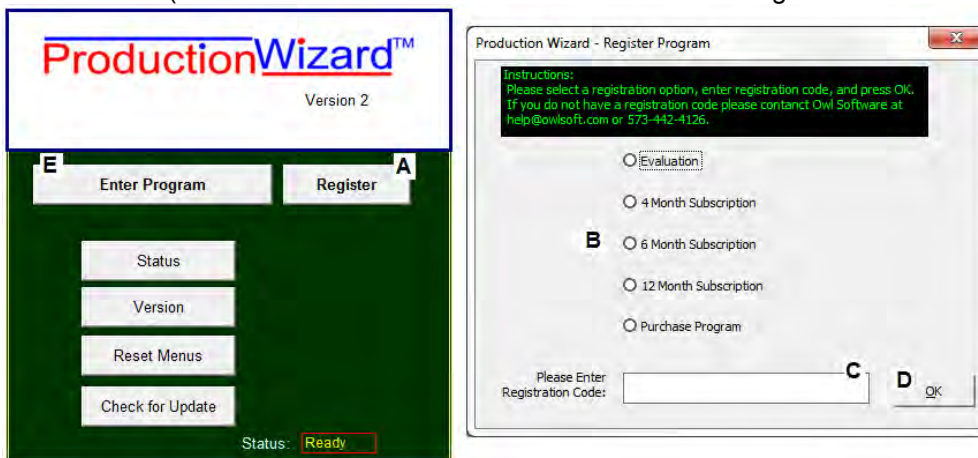 ProductionWizard™
Version 2
E
A
Enter Program
Register
Status
Version
Reset Menus
Check for Update
Status: Ready
Production Wizard - Register Program
Instructions:
Please select a registration option, enter registration code, and press OK.
If you do not have a registration code please contanct Owl Software at
help@owlsoft.com or 573-442-4126.
Evaluation
4 Month Subscription
B
6 Month Subscription
12 Month Subscription
Purchase Program
Please Enter
Registration Code:
C
D
OK